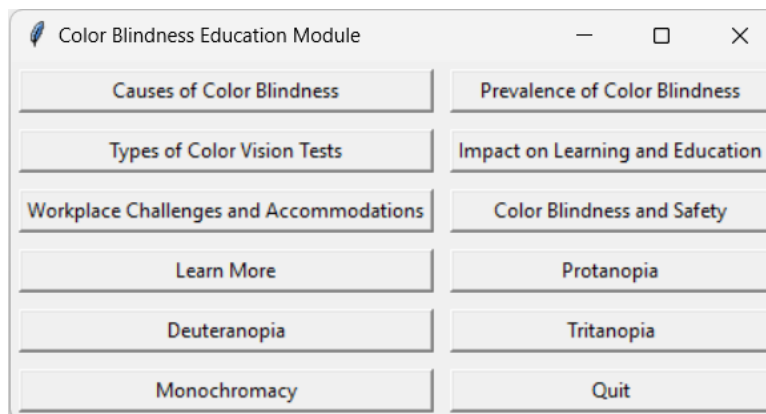 Color Blindness Education Module
Causes of Color Blindness
Prevalence of Color Blindness
Types of Color Vision Tests
Impact on Learning and Education
Workplace Challenges and Accommodations
Color Blindness and Safety
Learn More
Protanopia
Deuteranopia
Tritanopia
Monochromacy
Quit